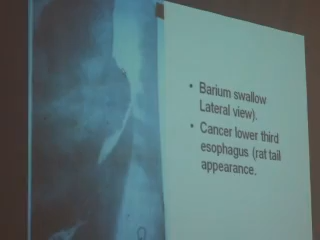 • Barium swallow
Lateral view).
• Cancer lower third
esophagus (rat tail
appearance.